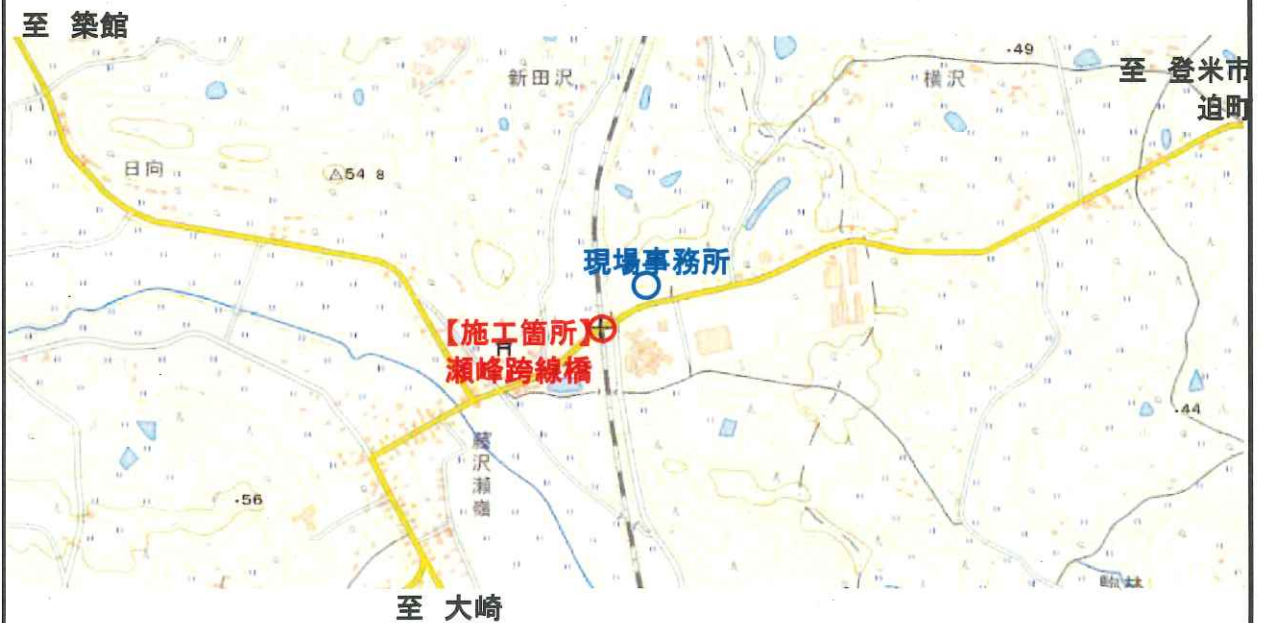 至 築館
新田沢
.49
横沢
至 登米市
迫町
日向
54 8
現場事務所
【施工箇所】
瀬峰跨線橋
.44
藤沢瀬嶺
.56
至 大崎